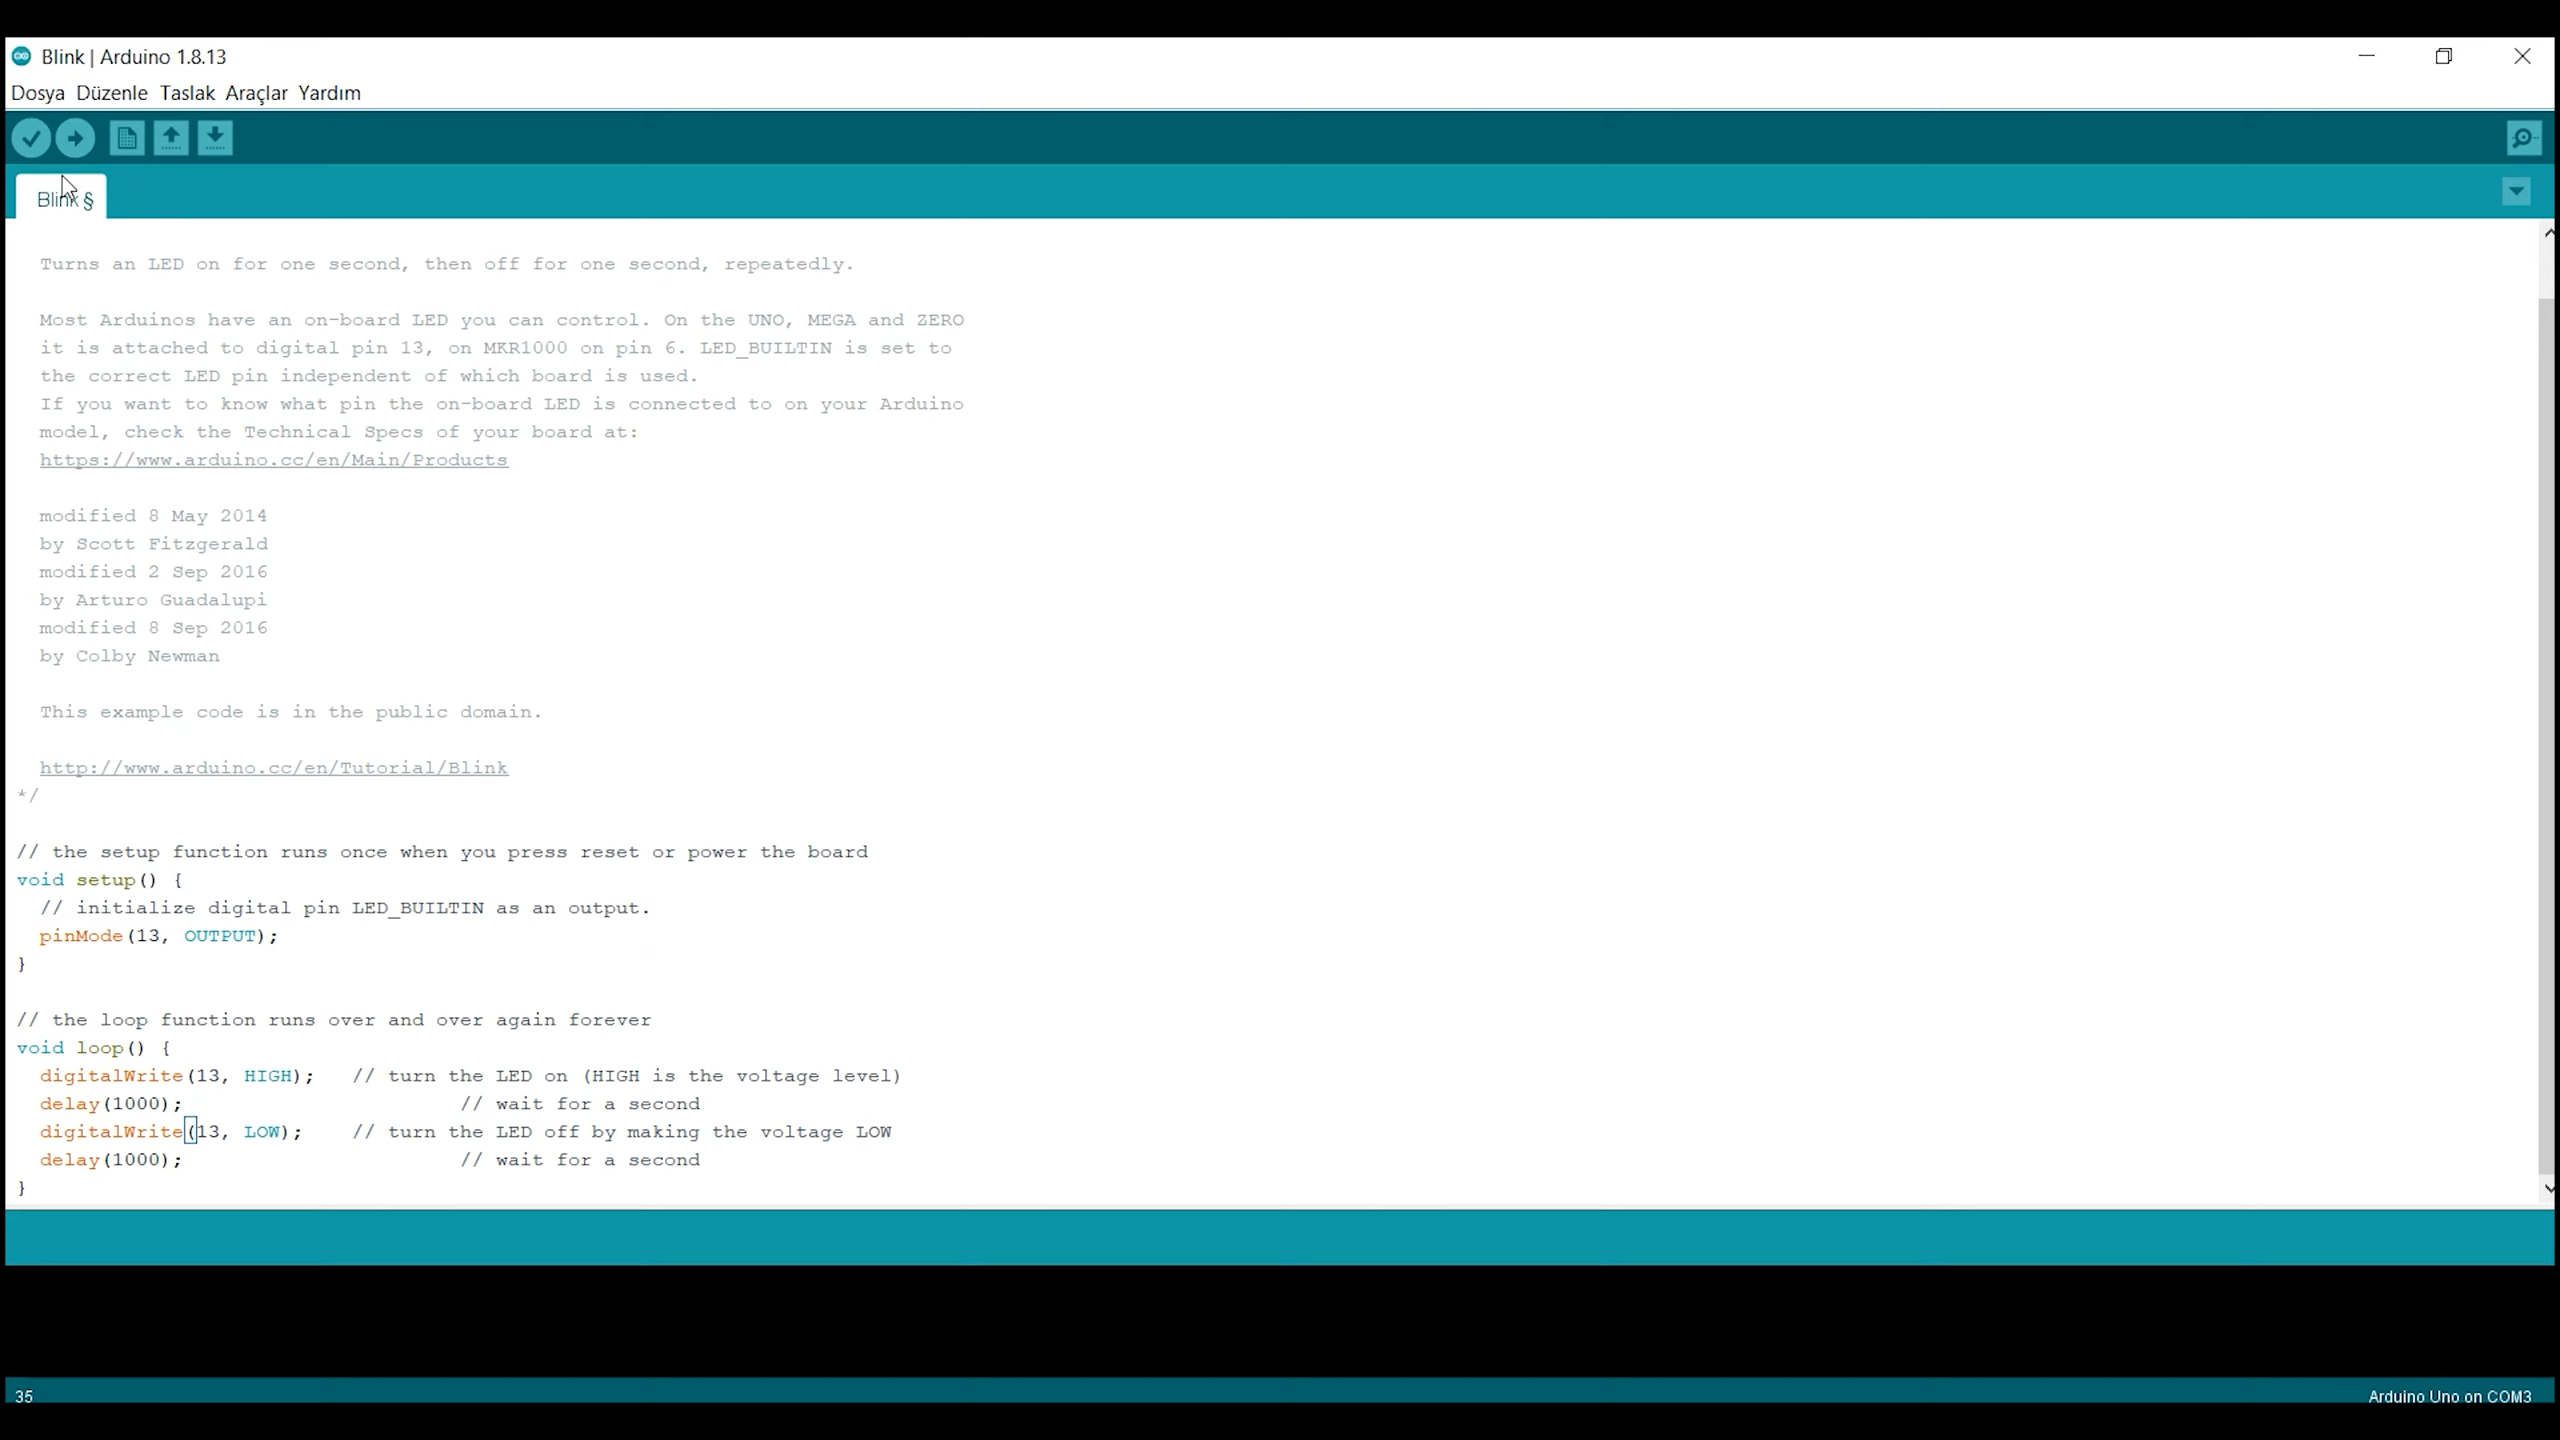 Blink | Arduino 1.8.13
Dosya Düzenle Taslak Araçlar Yardım
Blink §
Turns an LED on for one second, then off for one second, repeatedly.
Most Arduinos have an on-board LED you can control. On the UNO, MEGA and ZERO
it is attached to digital pin 13, on MKR1000 on pin 6. LED_BUILTIN is set to
the correct LED pin independent of which board is used.
If you want to know what pin the on-board LED is connected to on your Arduino
model, check the Technical Specs of your board at:
https://www.arduino.cc/en/Main/Products
modified 8 May 2014
by Scott Fitzgerald
modified 2 Sep 2016
by Arturo Guadalupi
modified 8 Sep 2016
by Colby Newman
This example code is in the public domain.
http://www.arduino.cc/en/Tutorial/Blink
*/
// the setup function runs once when you press reset or power the board
void setup() {
// initialize digital pin LED_BUILTIN as an output.
pinMode(13, OUTPUT);
}
// the loop function runs over and over again forever
void loop() {
digitalWrite(13, HIGH); // turn the LED on (HIGH is the voltage level)
delay(1000); // wait for a second
digitalWrite(13, LOW); // turn the LED off by making the voltage LOW
delay(1000); // wait for a second
}
35
Arduino Uno on COM3